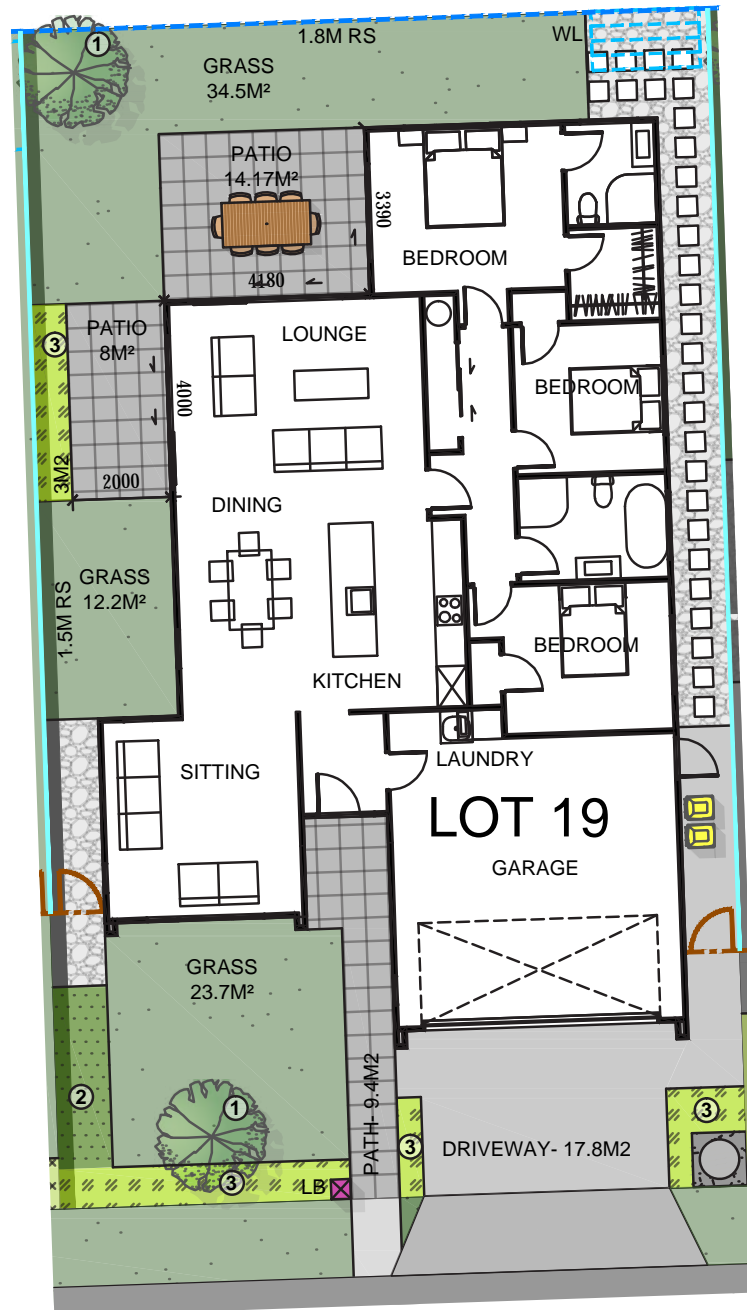 ①
1.8M RS
WL
GRASS
34.5M²
PATIO
14.17M²
3390
BEDROOM
4180
③
PATIO
8M²
LOUNGE
4000
BEDROOM
3M2
2000
DINING
GRASS
12.2M²
1.5M RS
BEDROOM
KITCHEN
SITTING
LAUNDRY
LOT 19
GARAGE
GRASS
23.7M²
②
①
PATH- 9.4M2
③
③
DRIVEWAY- 17.8M2
③
LB